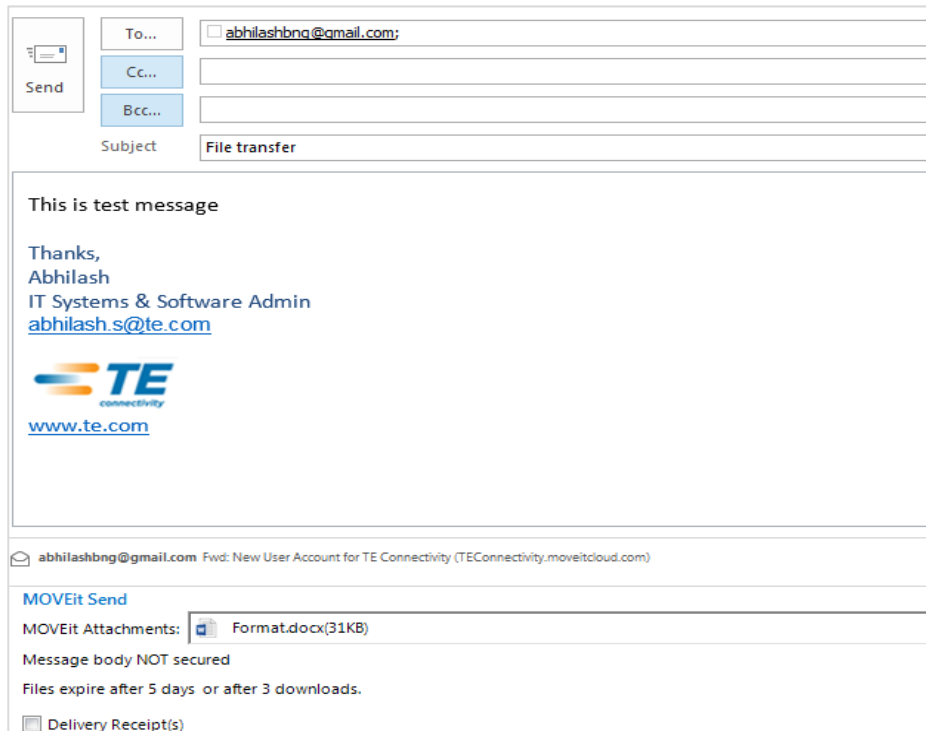 To...
abhilashbng@gmail.com;
Send
Cc...
Bcc...
Subject
File transfer
This is test message
Thanks,
Abhilash
IT Systems & Software Admin
abhilash.s@te.com
TE
connectivity
www.te.com
abhilashbng@gmail.com Fwd: New User Account for TE Connectivity (TEConnectivity.moveitcloud.com)
MOVEit Send
MOVEit Attachments: Format.docx(31KB)
Message body NOT secured
Files expire after 5 days or after 3 downloads.
Delivery Receipt(s)